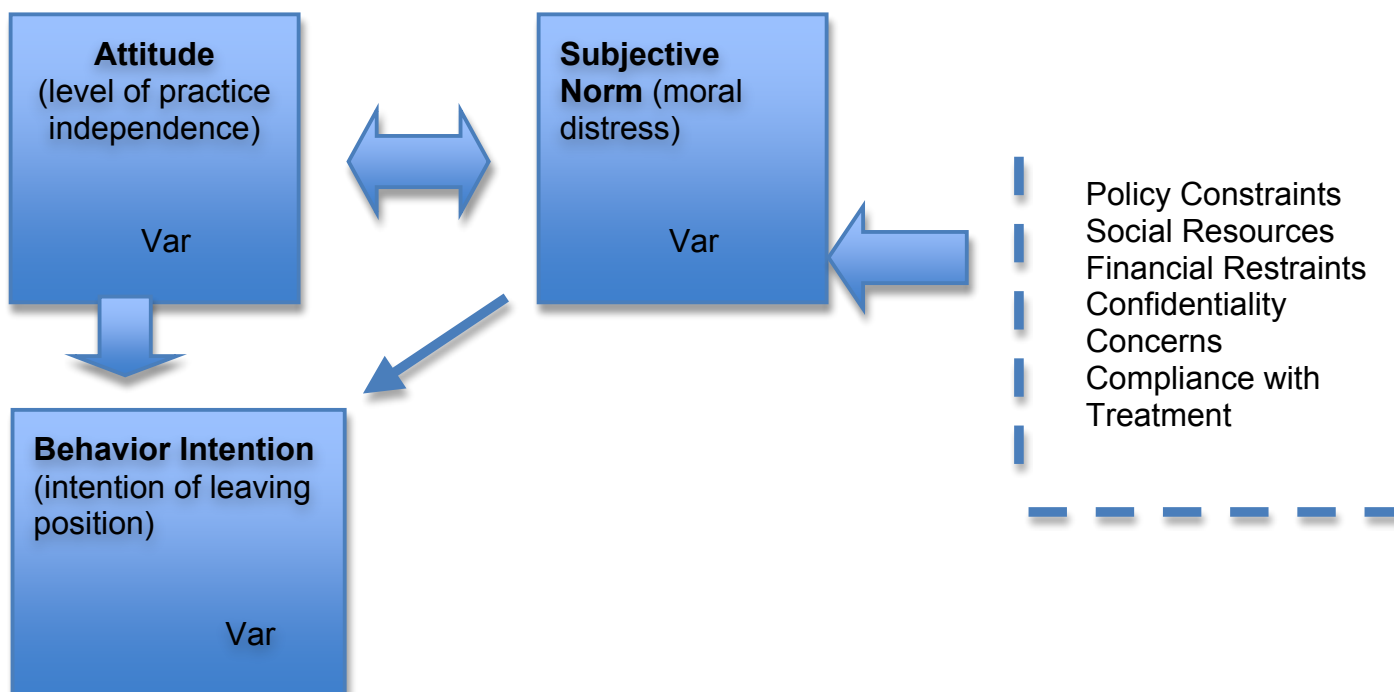 Attitude
(level of practice
independence)
Var
Subjective
Norm (moral
distress)
Var
Policy Constraints
Social Resources
Financial Restraints
Confidentiality
Concerns
Compliance with
Treatment
Behavior Intention
(intention of leaving
position)
Var